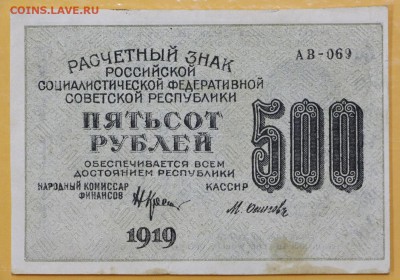 COINS.LAVE.RU
РАСЧЕТНЫЙ ЗНАК
АВ-069
РОССИЙСКОЙ
СОЦИАЛИСТИЧЕСКОЙ ФЕДЕРАТИВНОЙ
СОВЕТСКОЙ РЕСПУБЛИКИ
ПЯТЬСОТ
РУБЛЕЙ
500
ОБЕСПЕЧИВАЕТСЯ ВСЕМ
ДОСТОЯНИЕМ РЕСПУБЛИКИ
НАРОДНЫЙ КОМИССАР
ФИНАНСОВ
КАССИР
1919